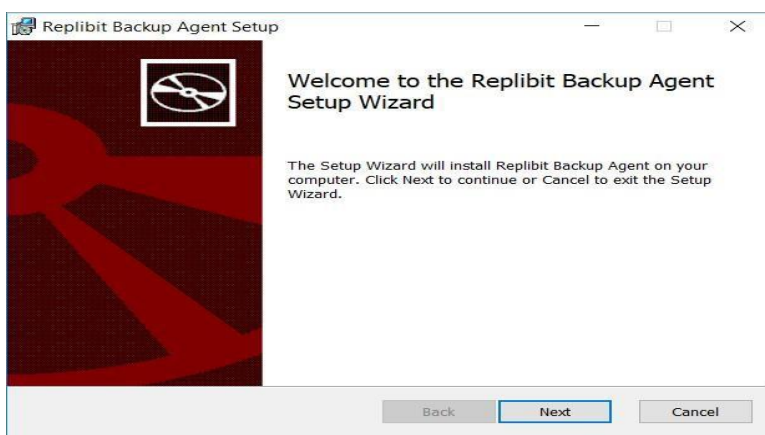 Replibit Backup Agent Setup
Welcome to the Replibit Backup Agent
Setup Wizard
The Setup Wizard will install Replibit Backup Agent on your
computer. Click Next to continue or Cancel to exit the Setup
Wizard.
Back Next Cancel